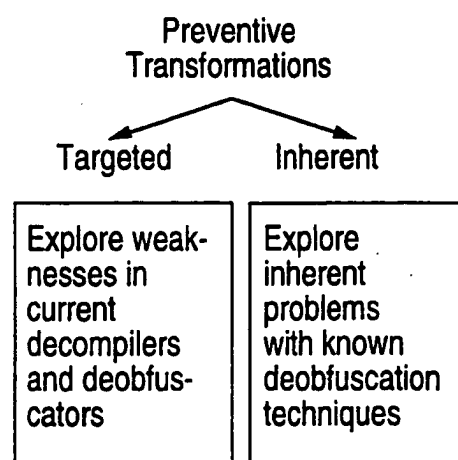 Preventive
Transformations
Targeted
Inherent
Explore weak-
nesses in
current
decompilers
and deobfus-
cators
Explore
inherent
problems
with known
deobfuscation
techniques